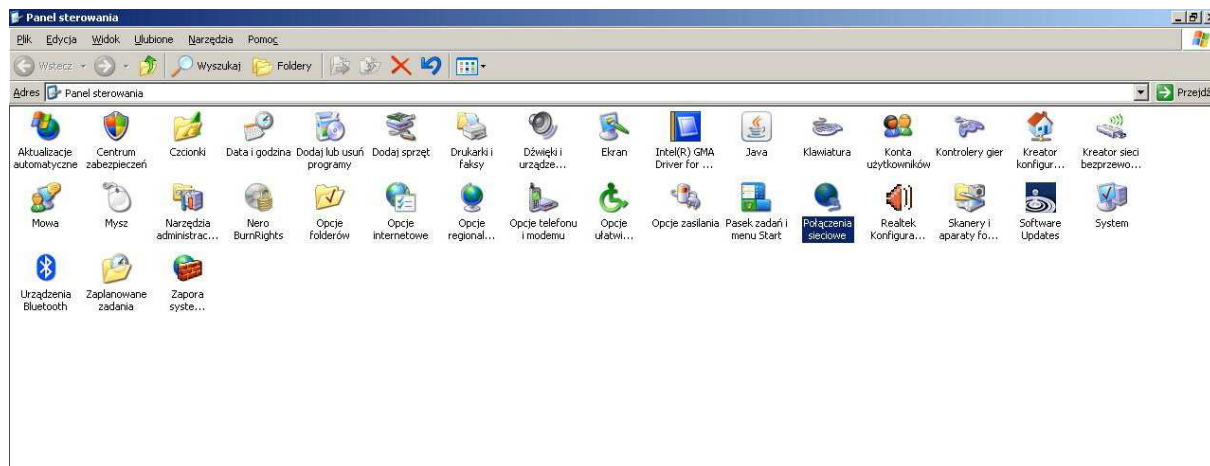 Panel sterowania
Plik Edycja Widok Ulubione Narzędzia Pomoc
Wstecz Wyszukaj Foldery
Adres Panel sterowania Przejdź
Aktualizacje automatyczne
Centrum zabezpieczeń
Czcionki
Data i godzina
Dodaj lub usuń programy
Dodaj sprzęt
Drukarki i faksy
Dźwięki i urządze...
Ekran
Intel(R) GMA Driver for ...
Java
Klawiatura
Konta użytkowników
Kontrolery gier
Kreator konfigur...
Kreator sieci bezprzewo...
Mowa
Mysz
Narzędzia administrac...
Nero BurnRights
Opcje folderów
Opcje internetowe
Opcje regional...
Opcje telefonu i modemu
Opcje ułatwi...
Opcje zasilania
Pasek zadań i menu Start
Połączenia sieciowe
Realtek Konfigura...
Skanery i aparaty fo...
Software Updates
System
Urządzenia Bluetooth
Zaplanowane zadania
Zapora syste...